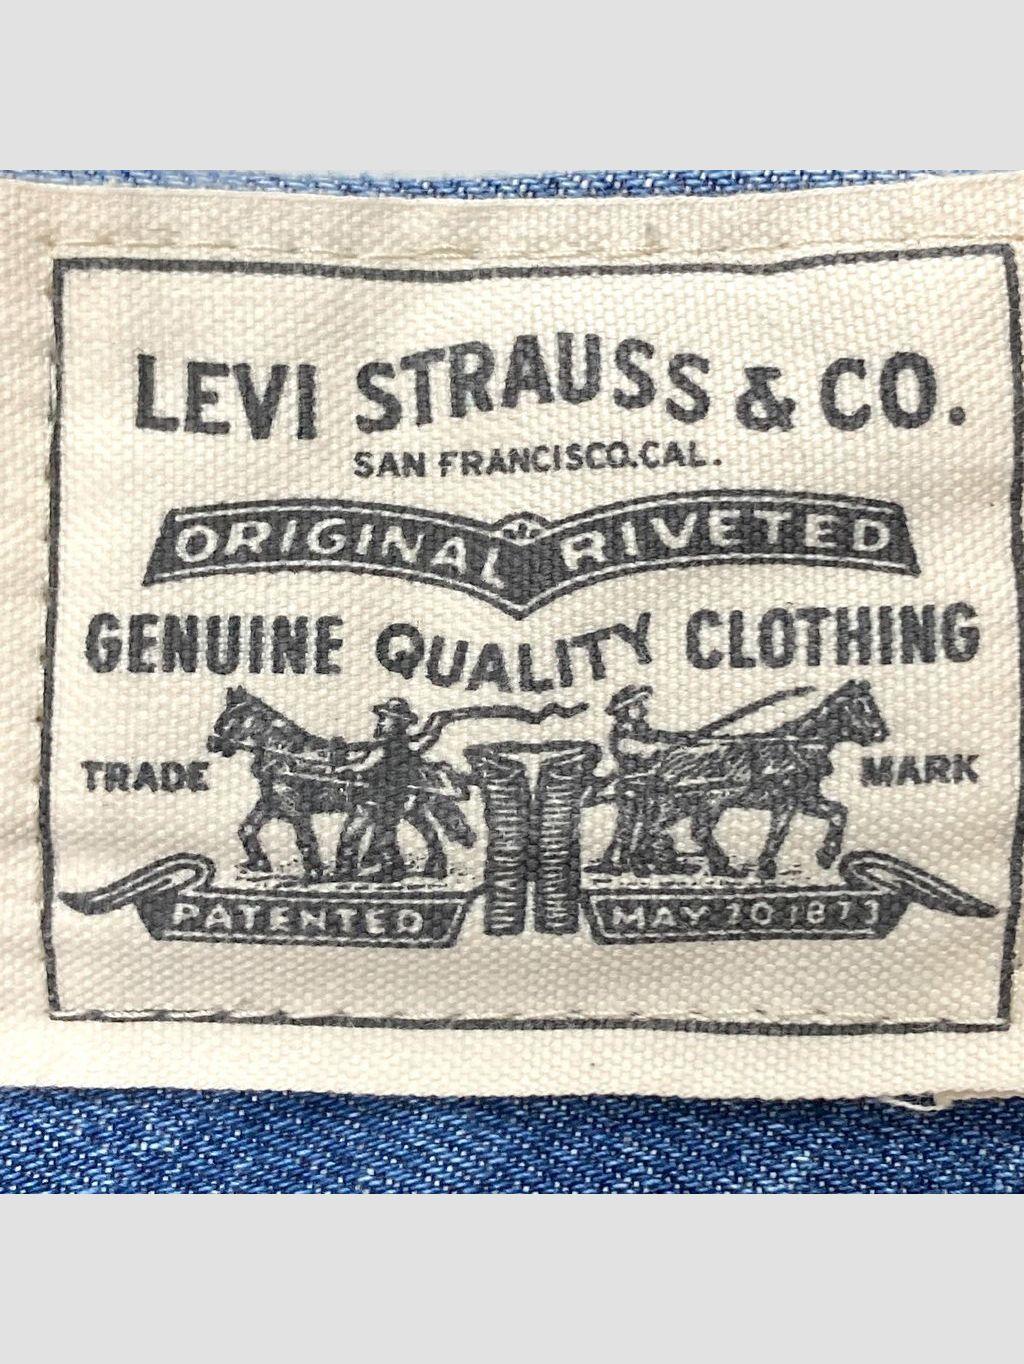 LEVI STRAUSS & CO.
SAN FRANCISCO.CAL.
ORIGINAL RIVETED
GENUINE QUALITY CLOTHING
TRADE MARK
PATENTED MAY 20 1873